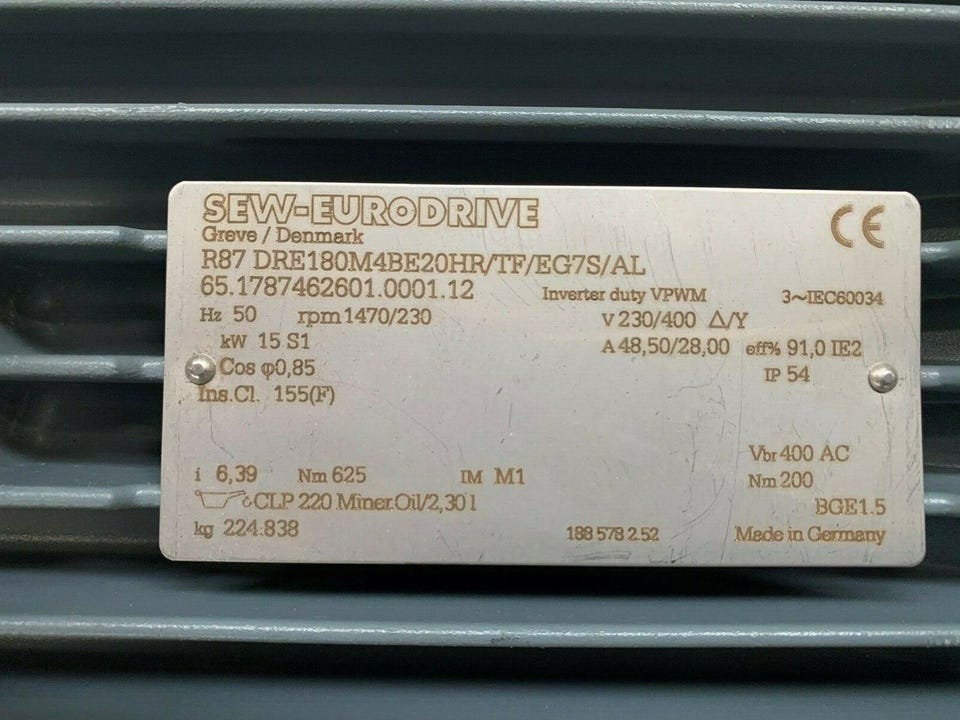 SEW-EURODRIVE
CE
Greve / Denmark
R87 DRE180M4BE20HR/TF/EG7S/AL
65.1787462601.0001.12 Inverter duty VPWM 3~IEC60034
Hz 50 rpm 1470/230 V 230/400 Δ/Y
kW 15 S1 A 48,50/28,00 eff% 91,0 IE2
Cos φ0,85 IP 54
Ins.Cl. 155(F)
Vbr 400 AC
i 6,39 Nm 625 IM M1 Nm 200
CLP 220 Miner.Oil/2,30 l BGE1.5
kg 224.838 188 578 2.52 Made in Germany